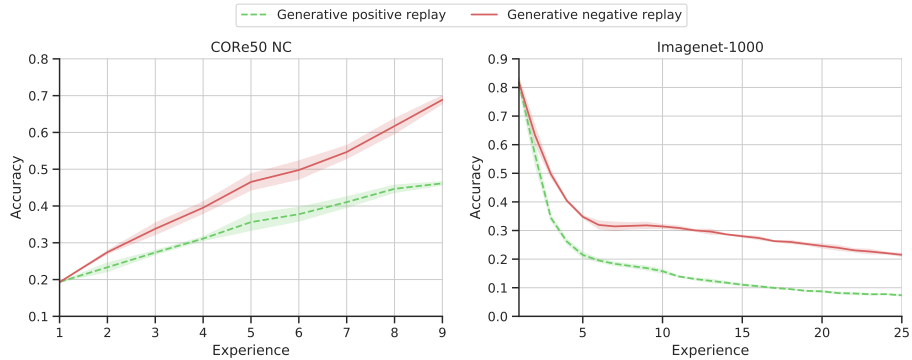 Generative positive replay
Generative negative replay
CORe50 NC
Accuracy
0.8
0.7
0.6
0.5
0.4
0.3
0.2
0.1
1 2 3 4 5 6 7 8 9
Experience
Imagenet-1000
Accuracy
0.9
0.8
0.7
0.6
0.5
0.4
0.3
0.2
0.1
0.0
5 10 15 20 25
Experience